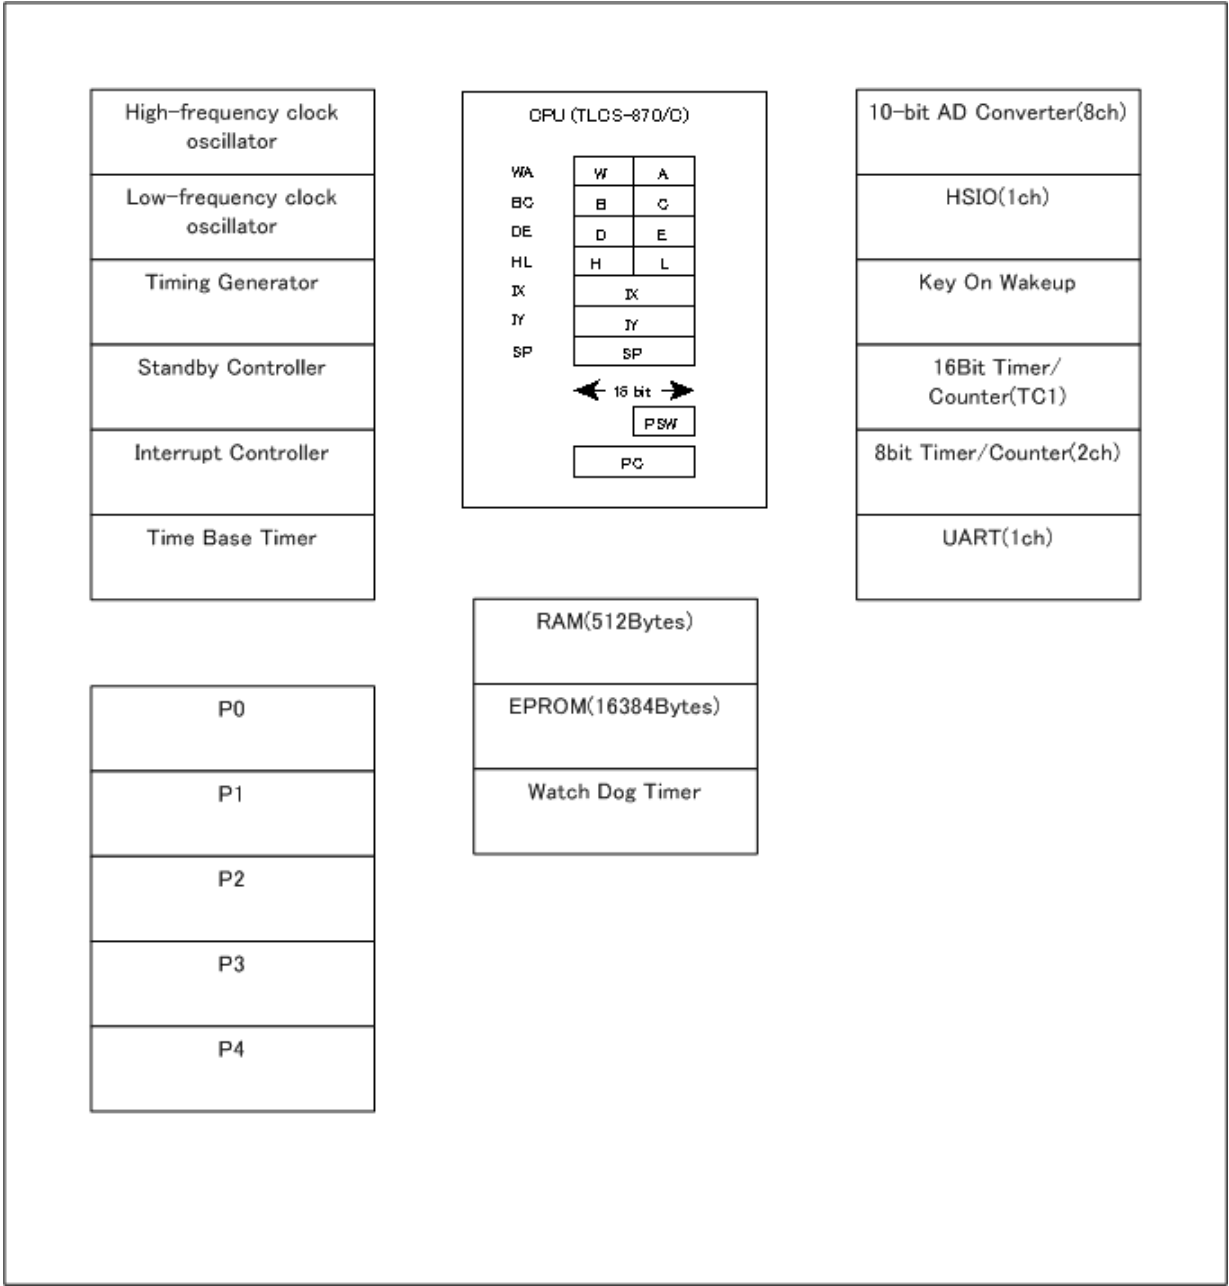 High-frequency clock
oscillator
Low-frequency clock
oscillator
Timing Generator
Standby Controller
Interrupt Controller
Time Base Timer
CPU (TLCS-870/C)
WA W A
BC B C
DE D E
HL H L
IX IX
IY IY
SP SP
16 bit
PSW
PC
10-bit AD Converter(8ch)
HSIO(1ch)
Key On Wakeup
16Bit Timer/
Counter(TC1)
8bit Timer/Counter(2ch)
UART(1ch)
RAM(512Bytes)
EPROM(16384Bytes)
Watch Dog Timer
P0
P1
P2
P3
P4